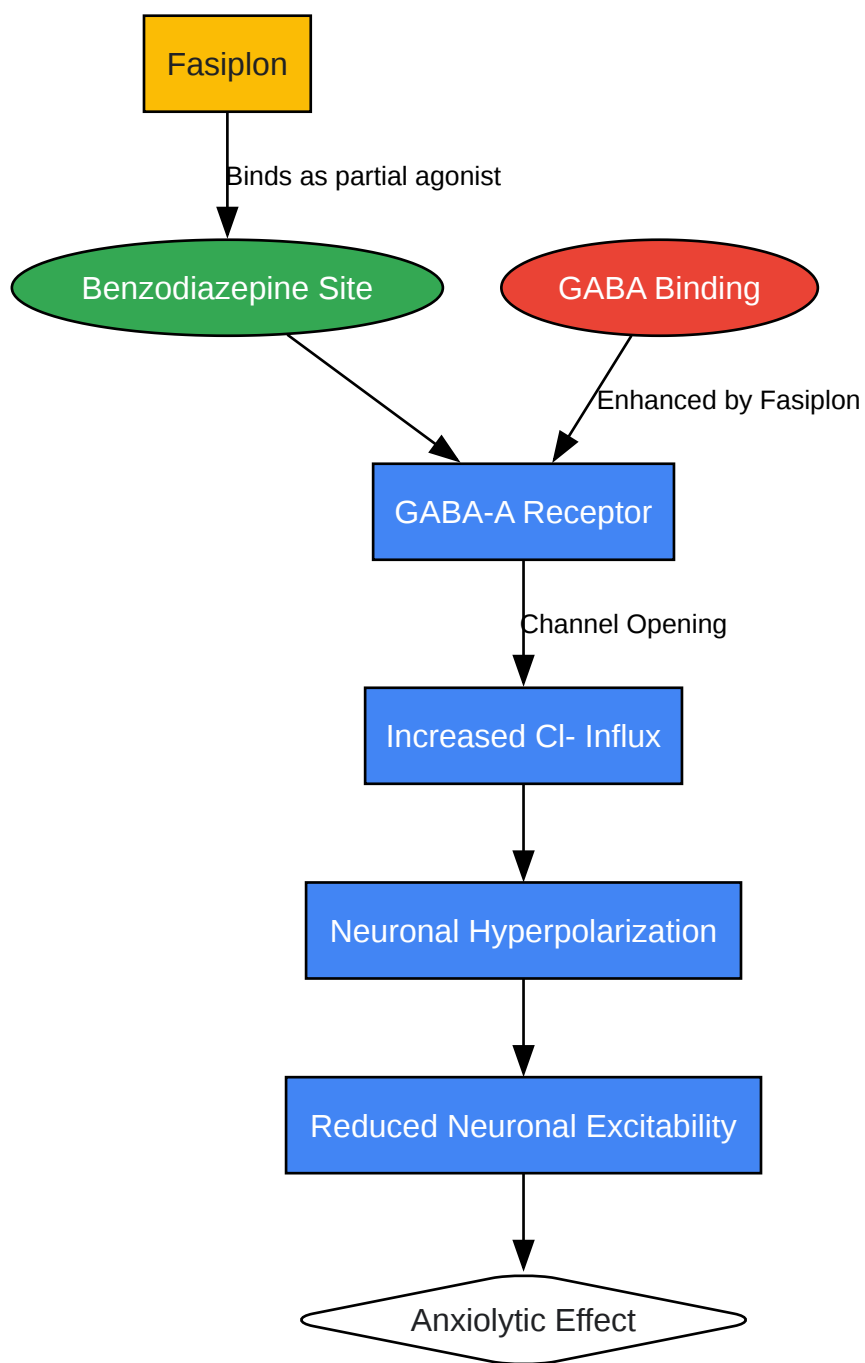 Fasiplon
Binds as partial agonist
Benzodiazepine Site
GABA Binding
Enhanced by Fasiplon
GABA-A Receptor
Channel Opening
Increased Cl- Influx
Neuronal Hyperpolarization
Reduced Neuronal Excitability
Anxiolytic Effect